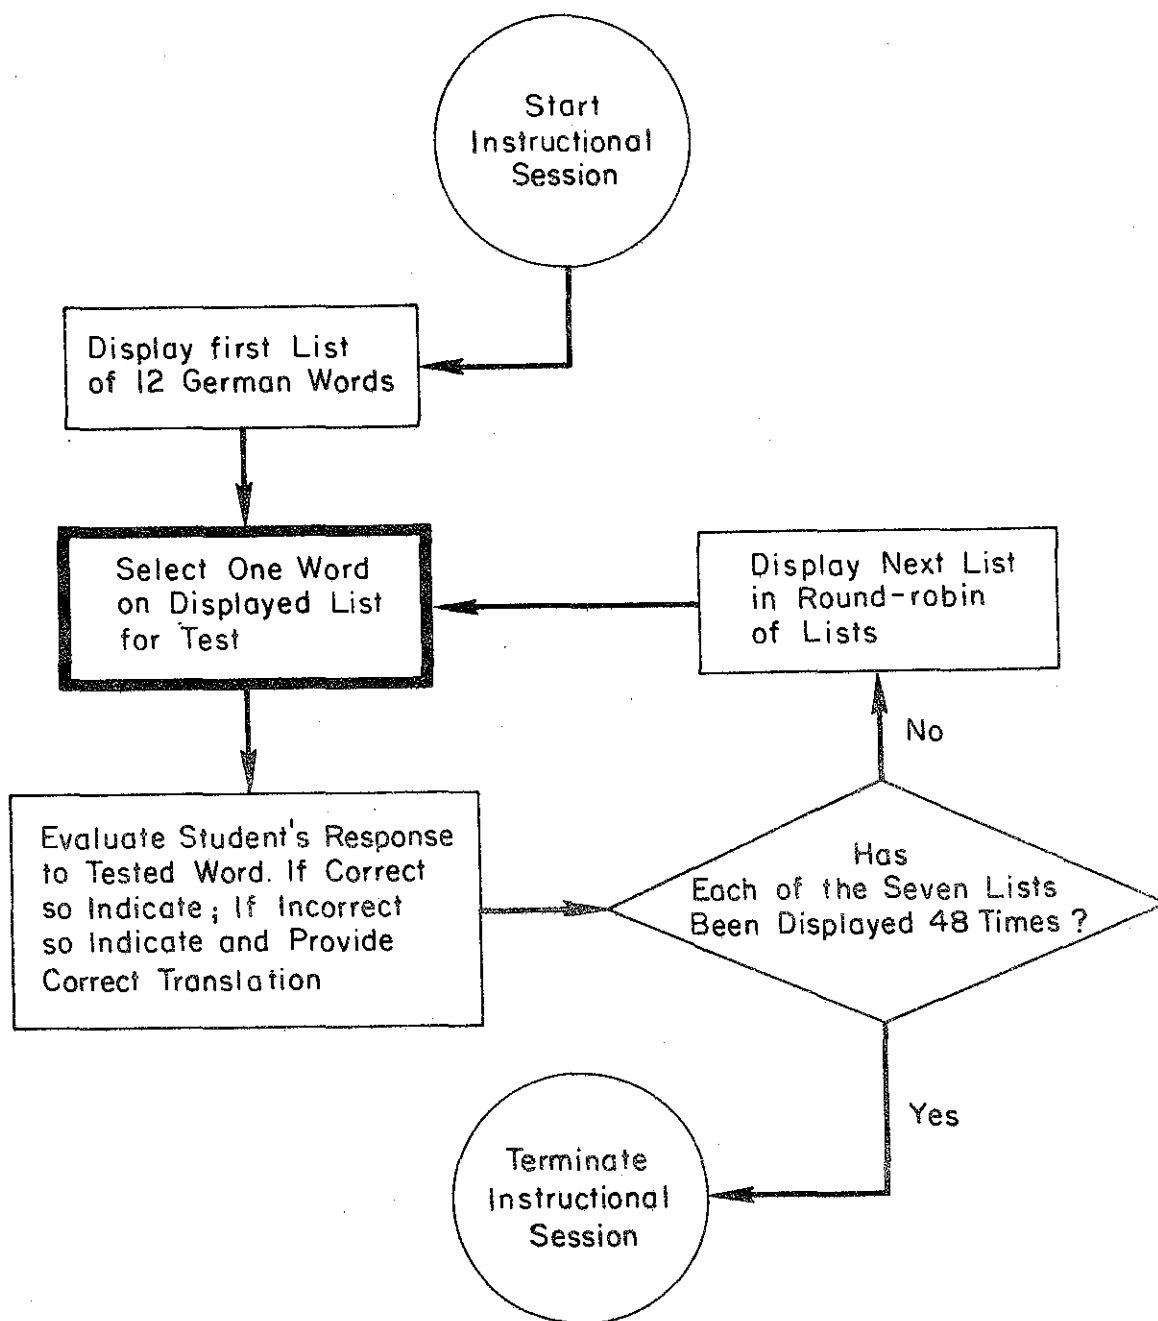 Start
Instructional
Session
Display first List
of 12 German Words
Select One Word
on Displayed List
for Test
Display Next List
in Round-robin
of Lists
No
Evaluate Student's Response
to Tested Word. If Correct
so Indicate; If Incorrect
so Indicate and Provide
Correct Translation
Has
Each of the Seven Lists
Been Displayed 48 Times?
Yes
Terminate
Instructional
Session